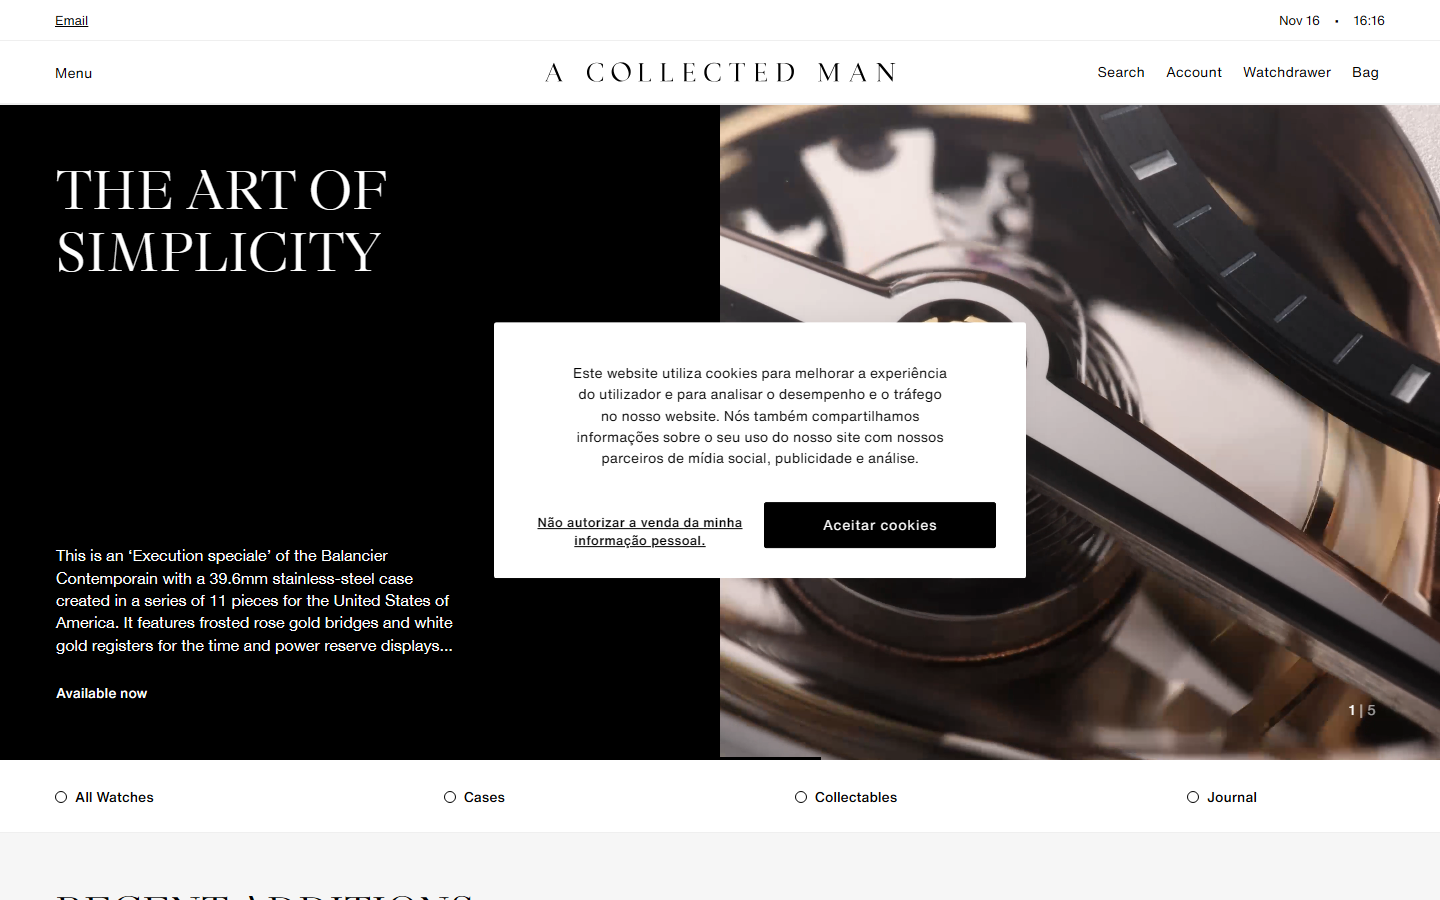 Email
Nov 16 • 16:16
Menu
A COLLECTED MAN
Search Account Watchdrawer Bag
THE ART OF
SIMPLICITY
Este website utiliza cookies para melhorar a experiência
do utilizador e para analisar o desempenho e o tráfego
no nosso website. Nós também compartilhamos
informações sobre o seu uso do nosso site com nossos
parceiros de mídia social, publicidade e análise.
Não autorizar a venda da minha
informação pessoal.
Aceitar cookies
This is an ‘Execution speciale’ of the Balancier
Contemporain with a 39.6mm stainless-steel case
created in a series of 11 pieces for the United States of
America. It features frosted rose gold bridges and white
gold registers for the time and power reserve displays...
Available now
1 | 5
All Watches
Cases
Collectables
Journal
RECENT ADDITIONS